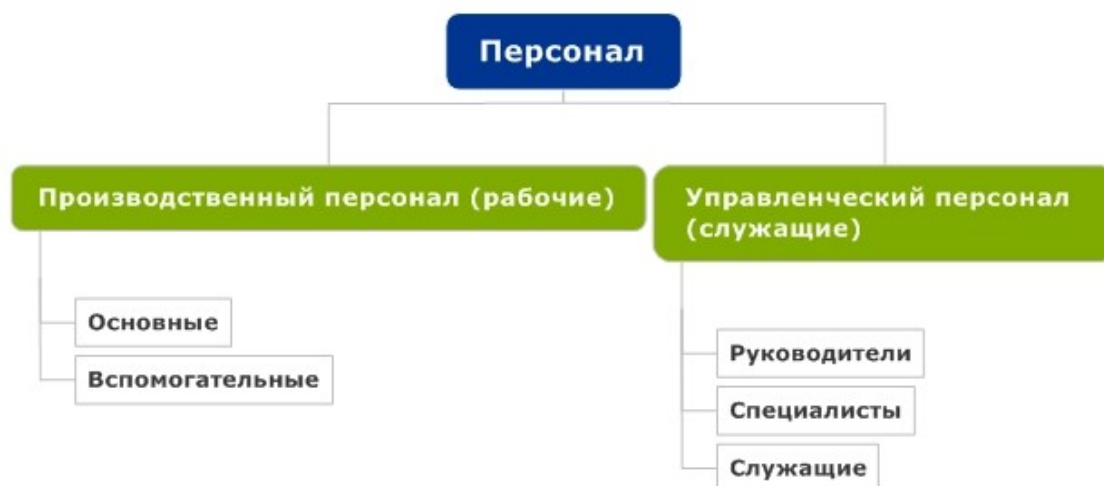 Персонал
Производственный персонал (рабочие)
Управленческий персонал
(служащие)
Основные
Вспомогательные
Руководители
Специалисты
Служащие